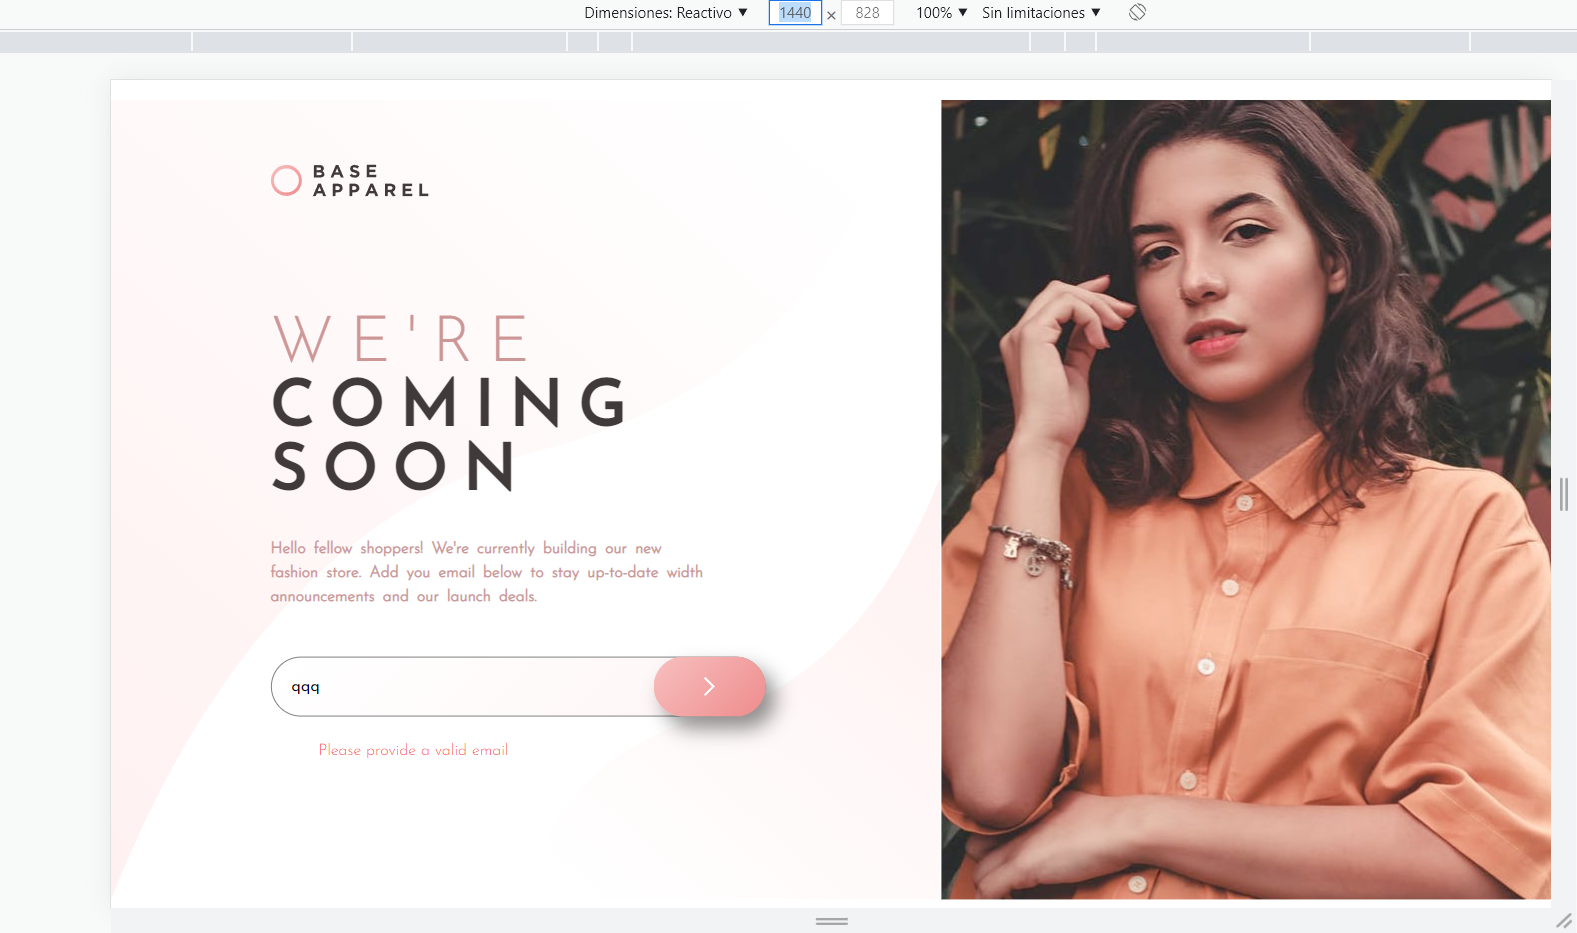 Dimensiones: Reactivo ▼ 1440 × 828 100% ▼ Sin limitaciones ▼
BASE
APPAREL
WE'RE
COMING
SOON
Hello fellow shoppers! We're currently building our new
fashion store. Add you email below to stay up-to-date width
announcements and our launch deals.
qqq
Please provide a valid email